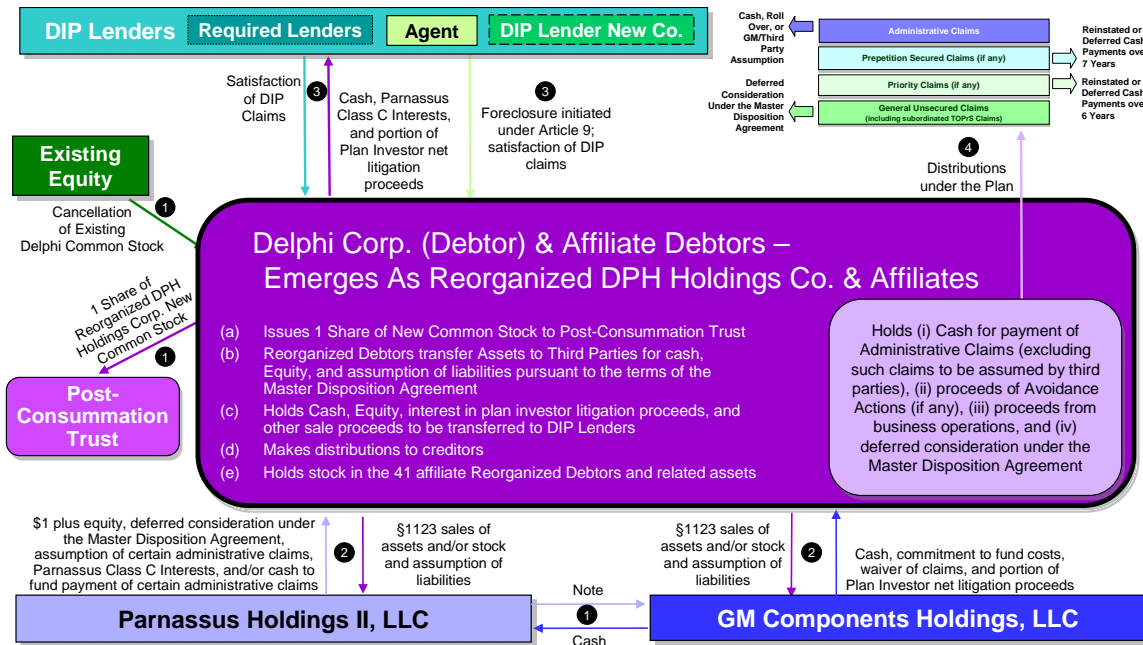 DIP Lenders
Required Lenders
Agent
DIP Lender New Co.
Cash, Roll
Over, or
GM/Third
Party
Assumption
Administrative Claims
Prepetition Secured Claims (if any)
Priority Claims (if any)
General Unsecured Claims
(including subordinated TOPrS Claims)
Reinstated or
Deferred Cash
Payments ove
7 Years
Reinstated or
Deferred Cash
Payments ove
6 Years
Deferred
Consideration
Under the Master
Disposition
Agreement
Satisfaction
of DIP
Claims
3
Cash, Parnassus
Class C Interests,
and portion of
Plan Investor net
litigation
proceeds
3
Foreclosure initiated
under Article 9;
satisfaction of DIP
claims
4
Distributions
under the Plan
Existing
Equity
1
Cancellation
of Existing
Delphi Common Stock
1 Share of
Reorganized DPH
Holdings Corp. New
Common Stock
1
Post-
Consummation
Trust
Delphi Corp. (Debtor) & Affiliate Debtors –
Emerges As Reorganized DPH Holdings Co. & Affiliates
(a) Issues 1 Share of New Common Stock to Post-Consummation Trust
(b) Reorganized Debtors transfer Assets to Third Parties for cash,
Equity, and assumption of liabilities pursuant to the terms of the
Master Disposition Agreement
(c) Holds Cash, Equity, interest in plan investor litigation proceeds, and
other sale proceeds to be transferred to DIP Lenders
(d) Makes distributions to creditors
(e) Holds stock in the 41 affiliate Reorganized Debtors and related assets
Holds (i) Cash for payment of
Administrative Claims (excluding
such claims to be assumed by third
parties), (ii) proceeds of Avoidance
Actions (if any), (iii) proceeds from
business operations, and (iv)
deferred consideration under the
Master Disposition Agreement
$1 plus equity, deferred consideration under
the Master Disposition Agreement,
assumption of certain administrative claims,
Parnassus Class C Interests, and/or cash to
fund payment of certain administrative claims
2
§1123 sales of
assets and/or stock
and assumption of
liabilities
§1123 sales of
assets and/or stock
and assumption of
liabilities
2
Cash, commitment to fund costs,
waiver of claims, and portion of
Plan Investor net litigation proceeds
Parnassus Holdings II, LLC
Note
1
Cash
GM Components Holdings, LLC